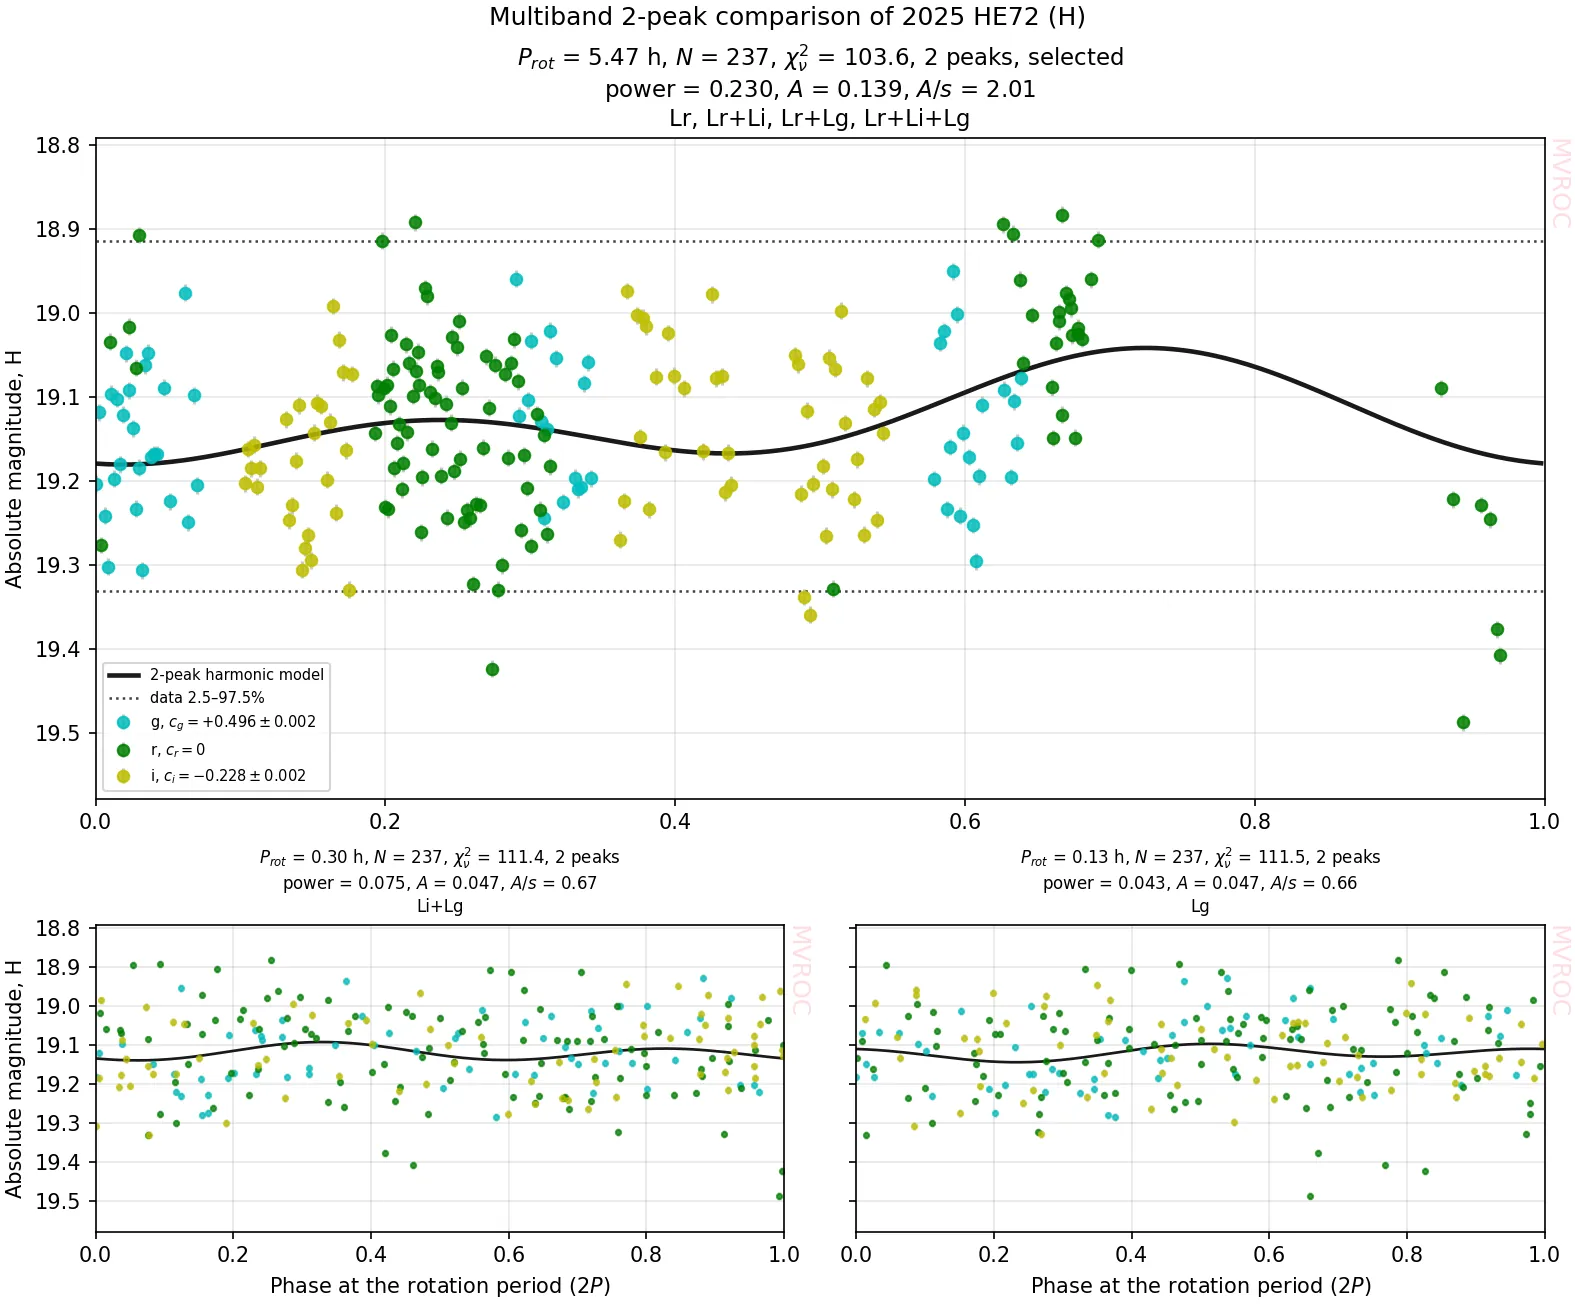 Multiband 2-peak comparison of 2025 HE72 (H)
P_rot = 5.47 h, N = 237, χ²_ν = 103.6, 2 peaks, selected
power = 0.230, A = 0.139, A/s = 2.01
Lr, Lr+Li, Lr+Lg, Lr+Li+Lg
MVROC
Absolute magnitude, H
18.8
18.9
19.0
19.1
19.2
19.3
19.4
19.5
2-peak harmonic model
data 2.5–97.5%
g, c_g = +0.496 ± 0.002
r, c_r = 0
i, c_i = −0.228 ± 0.002
0.0 0.2 0.4 0.6 0.8 1.0
P_rot = 0.30 h, N = 237, χ²_ν = 111.4, 2 peaks
power = 0.075, A = 0.047, A/s = 0.67
Li+Lg
MVROC
Absolute magnitude, H
18.8
18.9
19.0
19.1
19.2
19.3
19.4
19.5
0.0 0.2 0.4 0.6 0.8 1.0
Phase at the rotation period (2P)
P_rot = 0.13 h, N = 237, χ²_ν = 111.5, 2 peaks
power = 0.043, A = 0.047, A/s = 0.66
Lg
MVROC
0.0 0.2 0.4 0.6 0.8 1.0
Phase at the rotation period (2P)